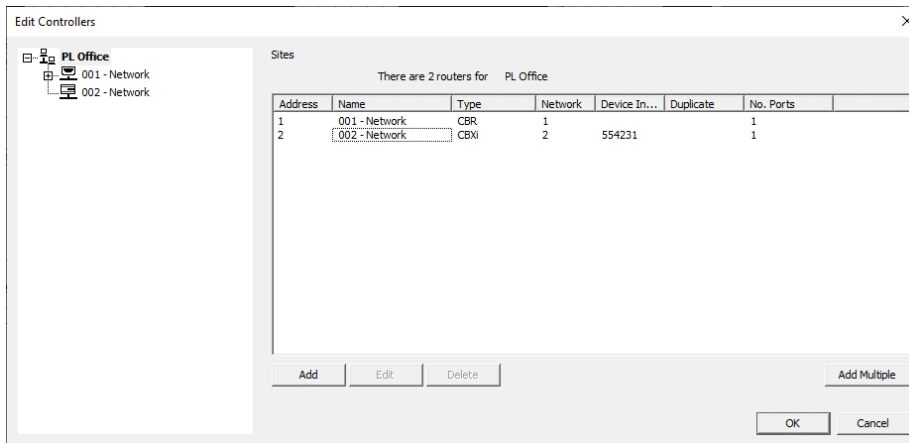 Edit Controllers
PL Office
001 - Network
002 - Network
Sites
There are 2 routers for PL Office
Address Name Type Network Device In... Duplicate No. Ports
1 001 - Network CBR 1 1
2 002 - Network CBXi 2 554231 1
Add Edit Delete Add Multiple
OK Cancel